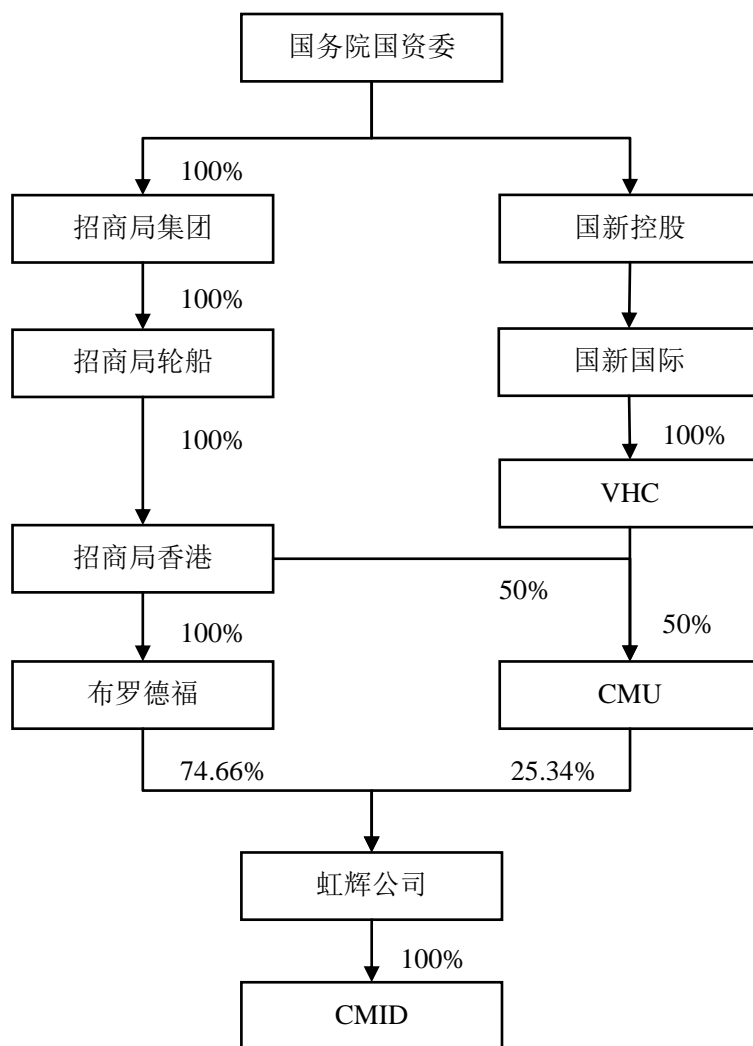 国务院国资委
100%
招商局集团
国新控股
100%
招商局轮船
国新国际
100%
100%
VHC
招商局香港
50%
100%
50%
布罗德福
CMU
74.66%
25.34%
虹辉公司
100%
CMID